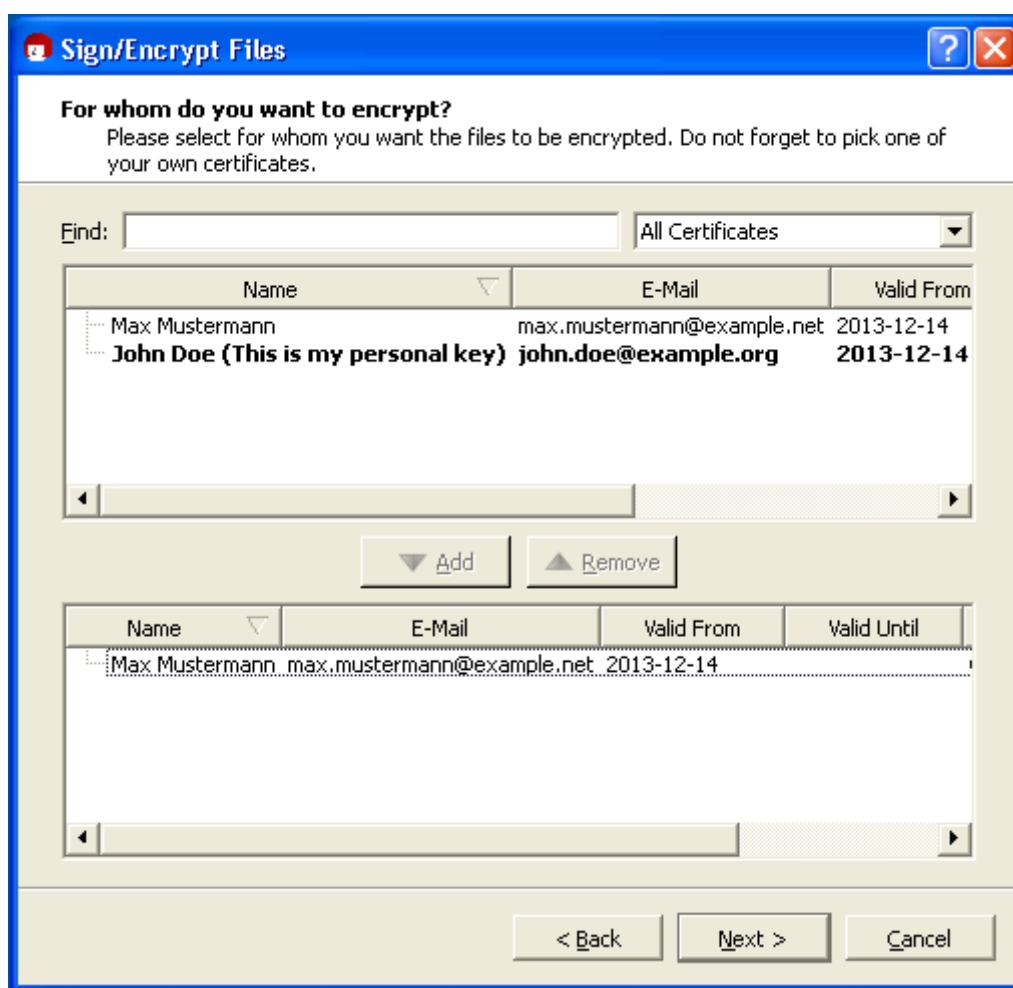 Sign/Encrypt Files
For whom do you want to encrypt?
Please select for whom you want the files to be encrypted. Do not forget to pick one of
your own certificates.
Find: All Certificates
Name E-Mail Valid From
Max Mustermann max.mustermann@example.net 2013-12-14
John Doe (This is my personal key) john.doe@example.org 2013-12-14
Add Remove
Name E-Mail Valid From Valid Until
Max Mustermann max.mustermann@example.net 2013-12-14
< Back Next > Cancel